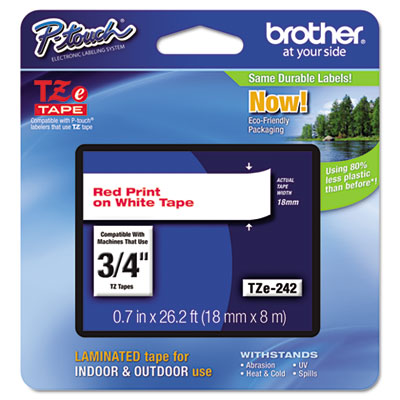 P-touch
ELECTRONIC LABELING SYSTEM
brother
at your side
TZe
TAPE
Compatible with P-touch®
labelers that use TZ tape
Same Durable Labels!
Now!
Eco-Friendly
Packaging
Using 80%
less plastic
than before*!
Red Print
on White Tape
ACTUAL
TAPE
WIDTH
18mm
Compatible With
Machines That Use
3/4"
TZ Tapes
TZe-242
0.7 in x 26.2 ft (18 mm x 8 m)
LAMINATED tape for
INDOOR & OUTDOOR use
WITHSTANDS
• Abrasion • UV
• Heat & Cold • Spills